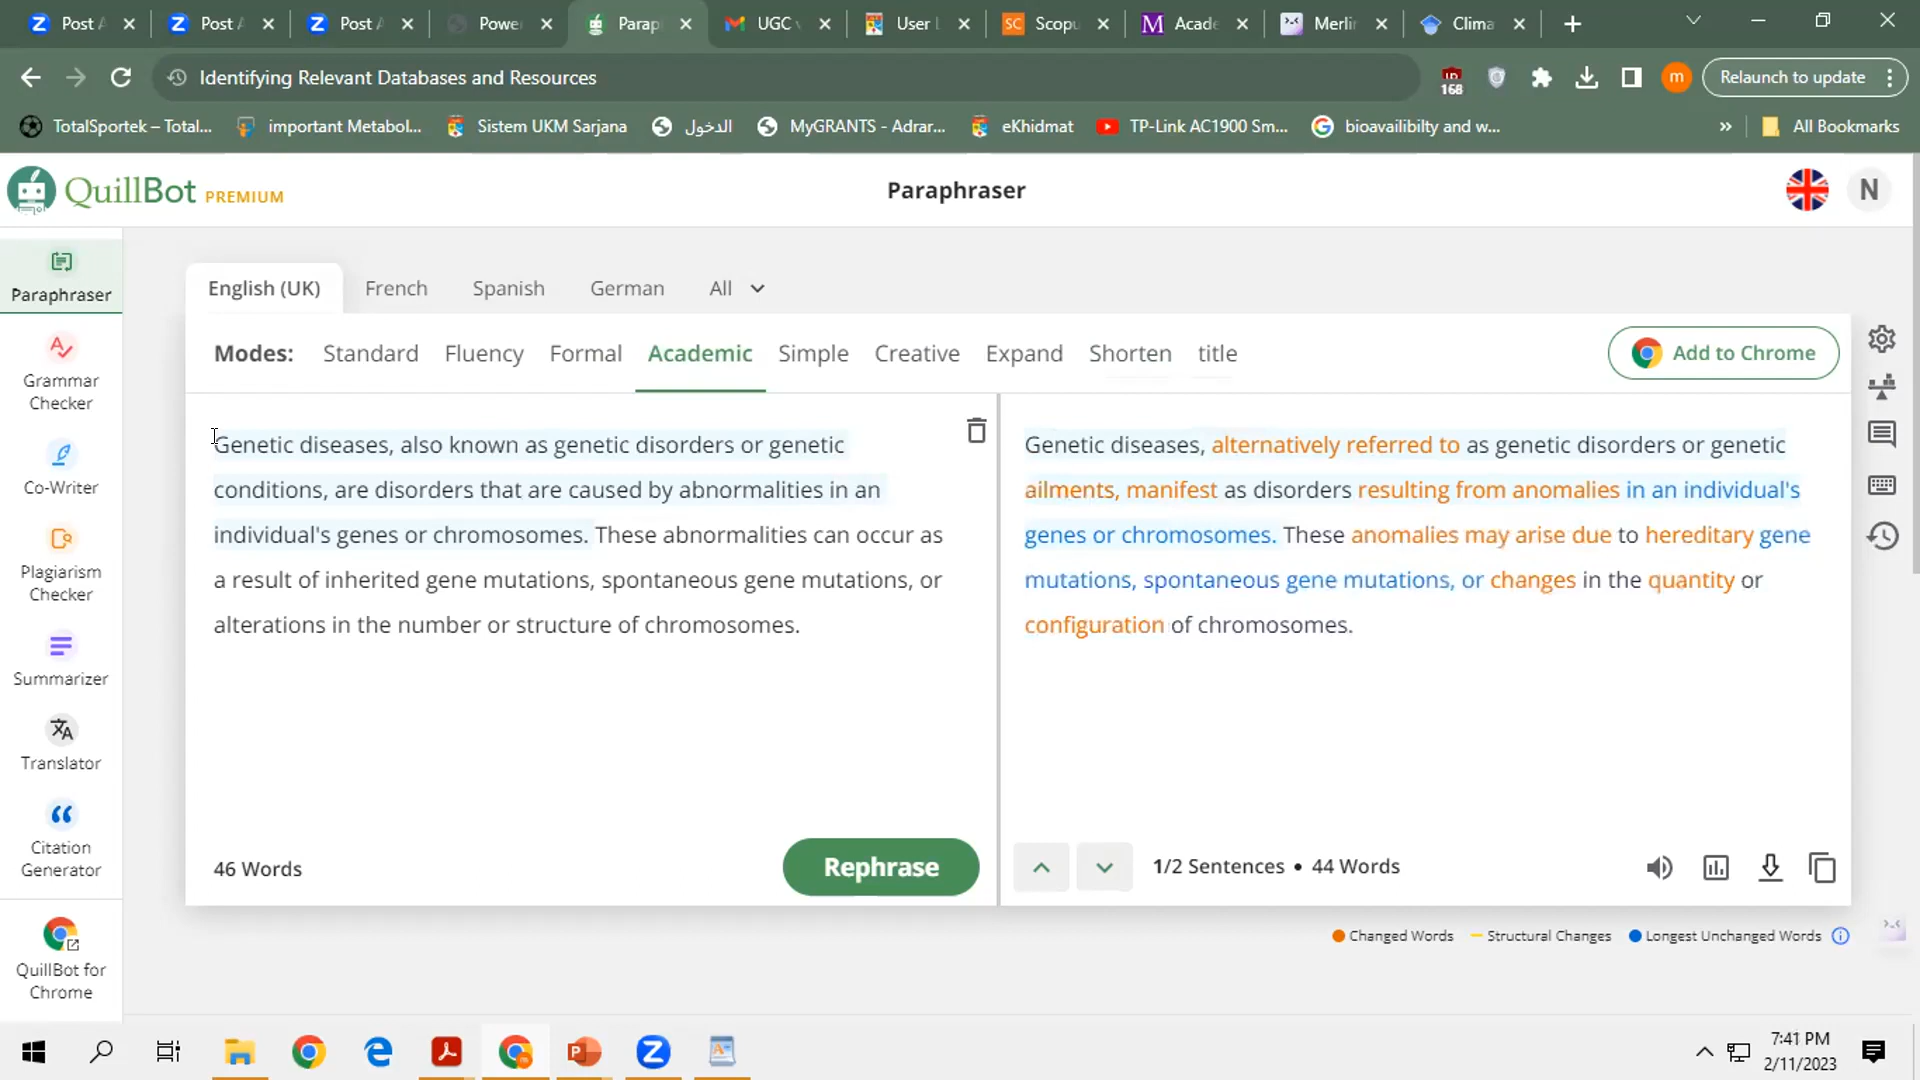 Post A
Post A
Post A
Power
Parap
UGC
User
SC Scopu
M Acade
Merli
Clima
Identifying Relevant Databases and Resources
168
m
Relaunch to update
TotalSportek – Total...
important Metabol...
Sistem UKM Sarjana
الدخول
MyGRANTS - Adrar...
eKhidmat
TP-Link AC1900 Sm...
bioavailibilty and w...
»
All Bookmarks
QuillBot PREMIUM
Paraphraser
N
Paraphraser
Grammar
Checker
Co-Writer
Plagiarism
Checker
Summarizer
Translator
Citation
Generator
QuillBot for
Chrome
English (UK)
French
Spanish
German
All
Modes:
Standard
Fluency
Formal
Academic
Simple
Creative
Expand
Shorten
title
Add to Chrome
Genetic diseases, also known as genetic disorders or genetic
conditions, are disorders that are caused by abnormalities in an
individual's genes or chromosomes. These abnormalities can occur as
a result of inherited gene mutations, spontaneous gene mutations, or
alterations in the number or structure of chromosomes.
46 Words
Rephrase
Genetic diseases, alternatively referred to as genetic disorders or genetic
ailments, manifest as disorders resulting from anomalies in an individual's
genes or chromosomes. These anomalies may arise due to hereditary gene
mutations, spontaneous gene mutations, or changes in the quantity or
configuration of chromosomes.
1/2 Sentences • 44 Words
Changed Words
Structural Changes
Longest Unchanged Words
7:41 PM
2/11/2023